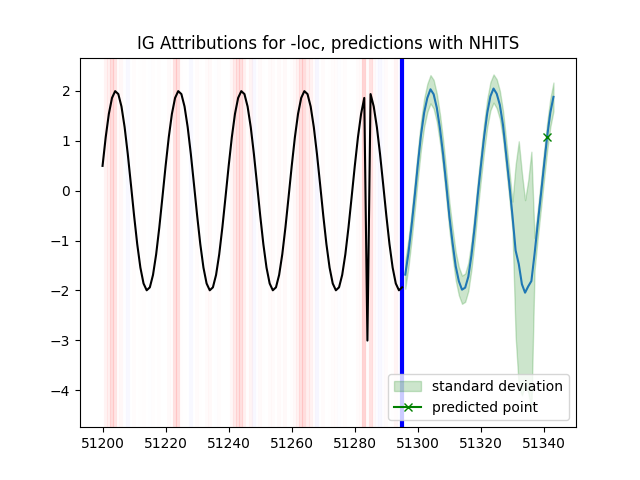 IG Attributions for -loc, predictions with NHITS
2
1
0
−1
−2
−3
−4
standard deviation
predicted point
51200 51220 51240 51260 51280 51300 51320 51340